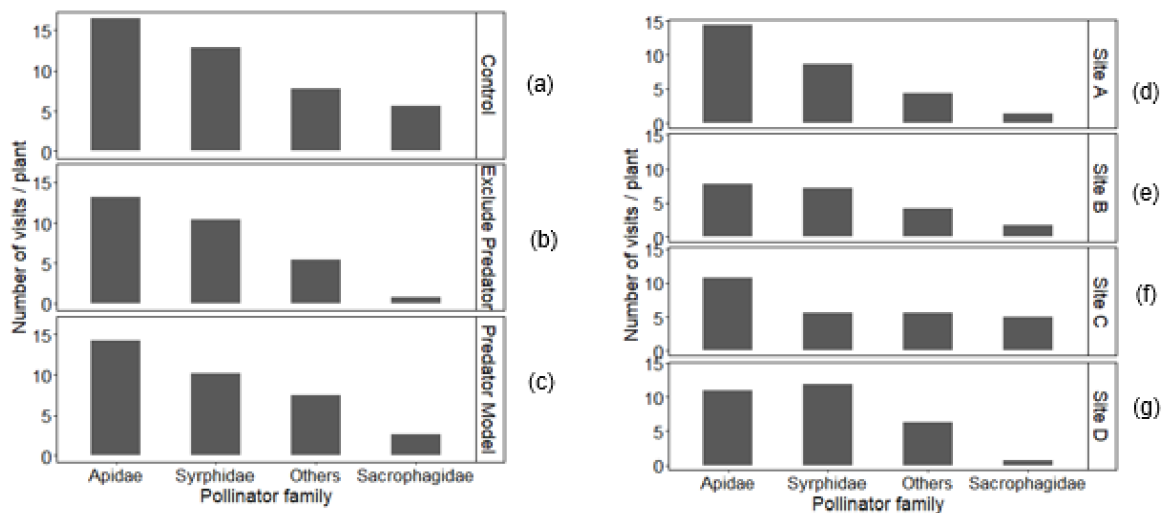 Number of visits / plant
15
10
5
0
Control
(a)
15
10
5
0
Exclude Predator
(b)
15
10
5
0
Predator Model
(c)
Apidae Syrphidae Others Sacrophagidae
Pollinator family
Number of visits / plant
15
10
5
0
Site A
(d)
15
10
5
0
Site B
(e)
15
10
5
0
Site C
(f)
15
10
5
0
Site D
(g)
Apidae Syrphidae Others Sacrophagidae
Pollinator family